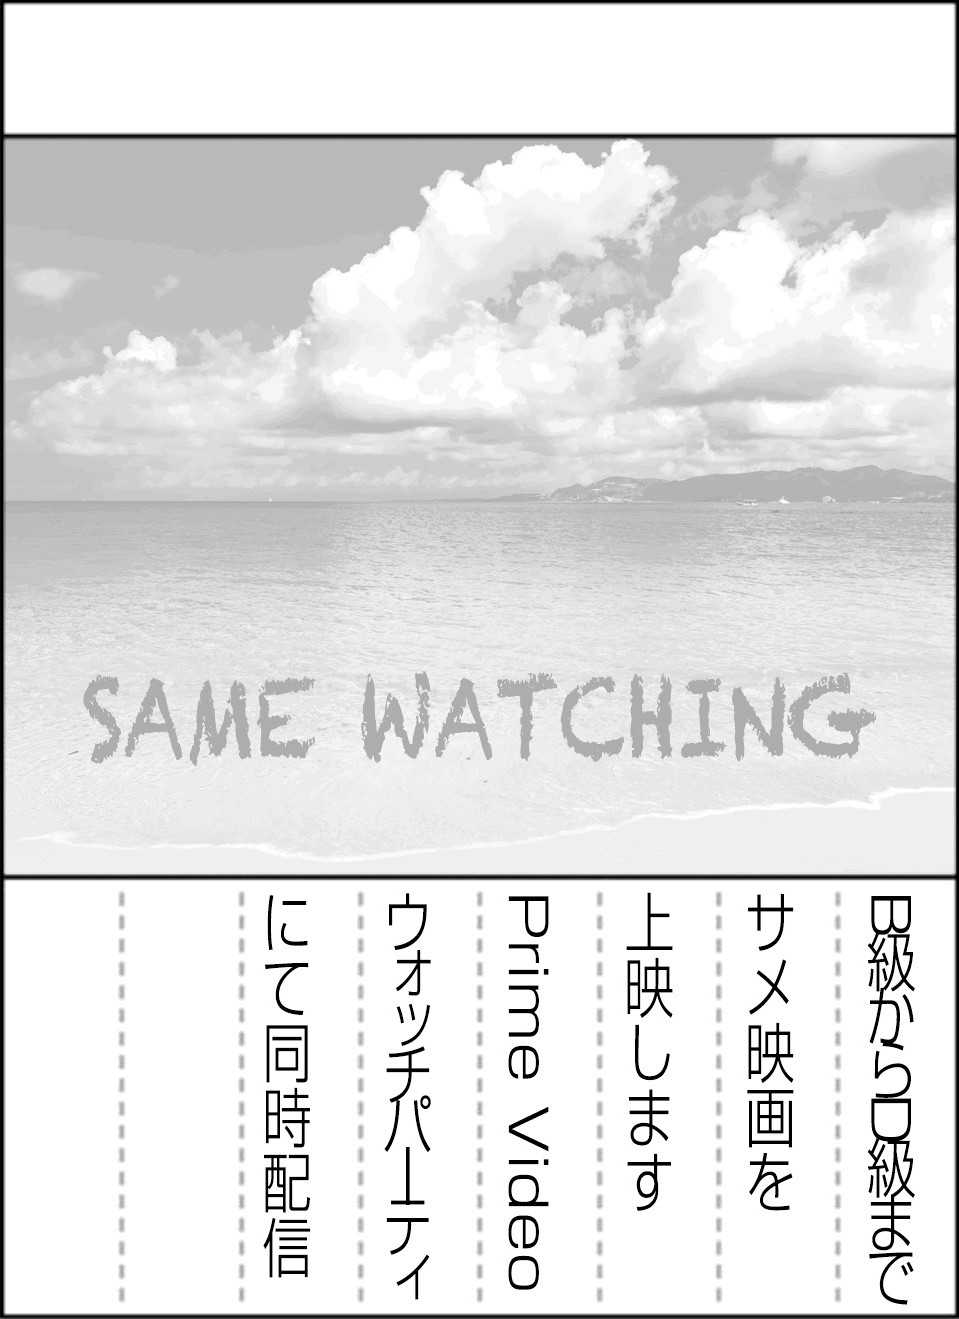 SAME WATCHING
B級からD級まで
サメ映画を
上映します
Prime Video
ウォッチパーティ
にて同時配信